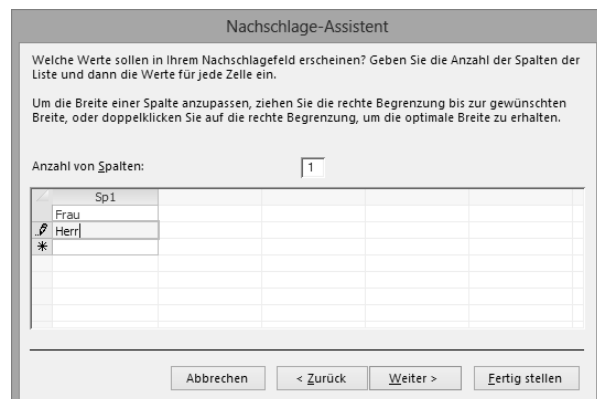 Nachschlage-Assistent
Welche Werte sollen in Ihrem Nachschlagefeld erscheinen? Geben Sie die Anzahl der Spalten der
Liste und dann die Werte für jede Zelle ein.
Um die Breite einer Spalte anzupassen, ziehen Sie die rechte Begrenzung bis zur gewünschten
Breite, oder doppelklicken Sie auf die rechte Begrenzung, um die optimale Breite zu erhalten.
Anzahl von Spalten: 1
Sp1
Frau
Herr
Abbrechen < Zurück Weiter > Fertig stellen